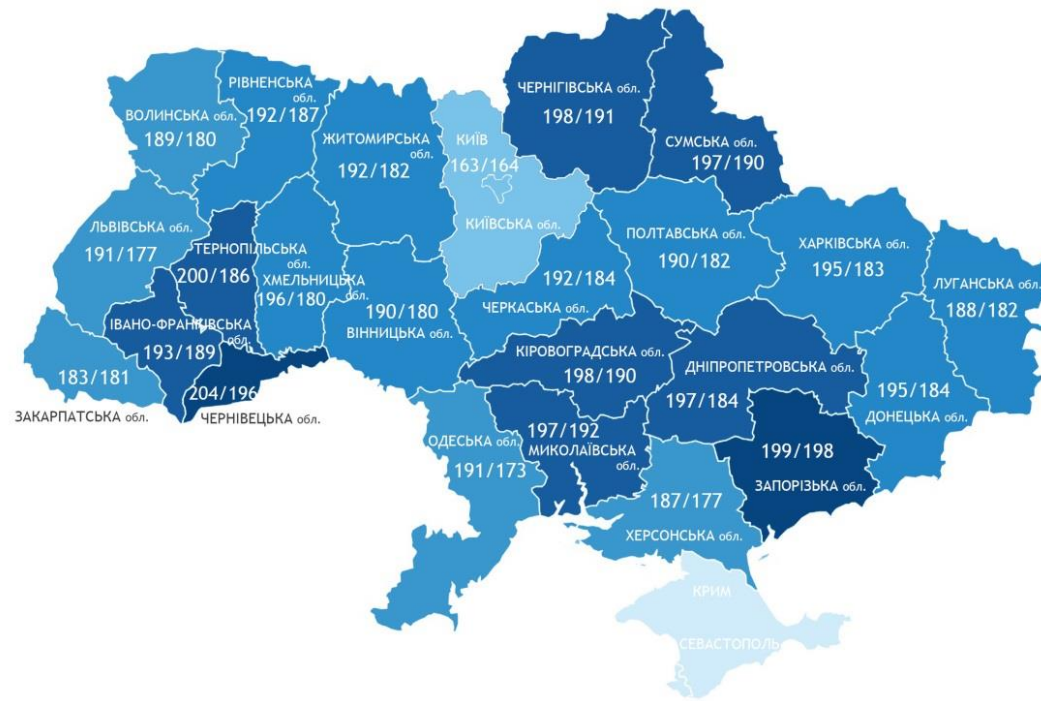 ЧЕРНІГІВСЬКА обл.
198/191
СУМСЬКА обл.
197/190
РІВНЕНСЬКА
обл.
192/187
ВОЛИНСЬКА обл.
189/180
ЖИТОМИРСЬКА
обл.
192/182
КИЇВ
163/164
КИЇВСЬКА обл.
ЛЬВІВСЬКА обл.
191/177
ТЕРНОПІЛЬСЬКА
обл.
200/186
ХМЕЛЬНИЦЬКА
обл.
196/180
190/180
ВІННИЦЬКА обл.
192/184
ЧЕРКАСЬКА обл.
ПОЛТАВСЬКА обл.
190/182
ХАРКІВСЬКА обл.
195/183
ЛУГАНСЬКА обл.
188/182
ІВАНО-ФРАНКІВСЬКА
обл.
193/189
183/181
ЗАКАРПАТСЬКА обл.
204/196
ЧЕРНІВЕЦЬКА обл.
КІРОВОГРАДСЬКА обл.
198/190
ДНІПРОПЕТРОВСЬКА обл.
197/184
195/184
ДОНЕЦЬКА обл.
ОДЕСЬКА обл.
191/173
197/192
МИКОЛАЇВСЬКА
обл.
199/198
ЗАПОРІЗЬКА обл.
187/177
ХЕРСОНСЬКА обл.
КРИМ
СЕВАСТОПОЛЬ